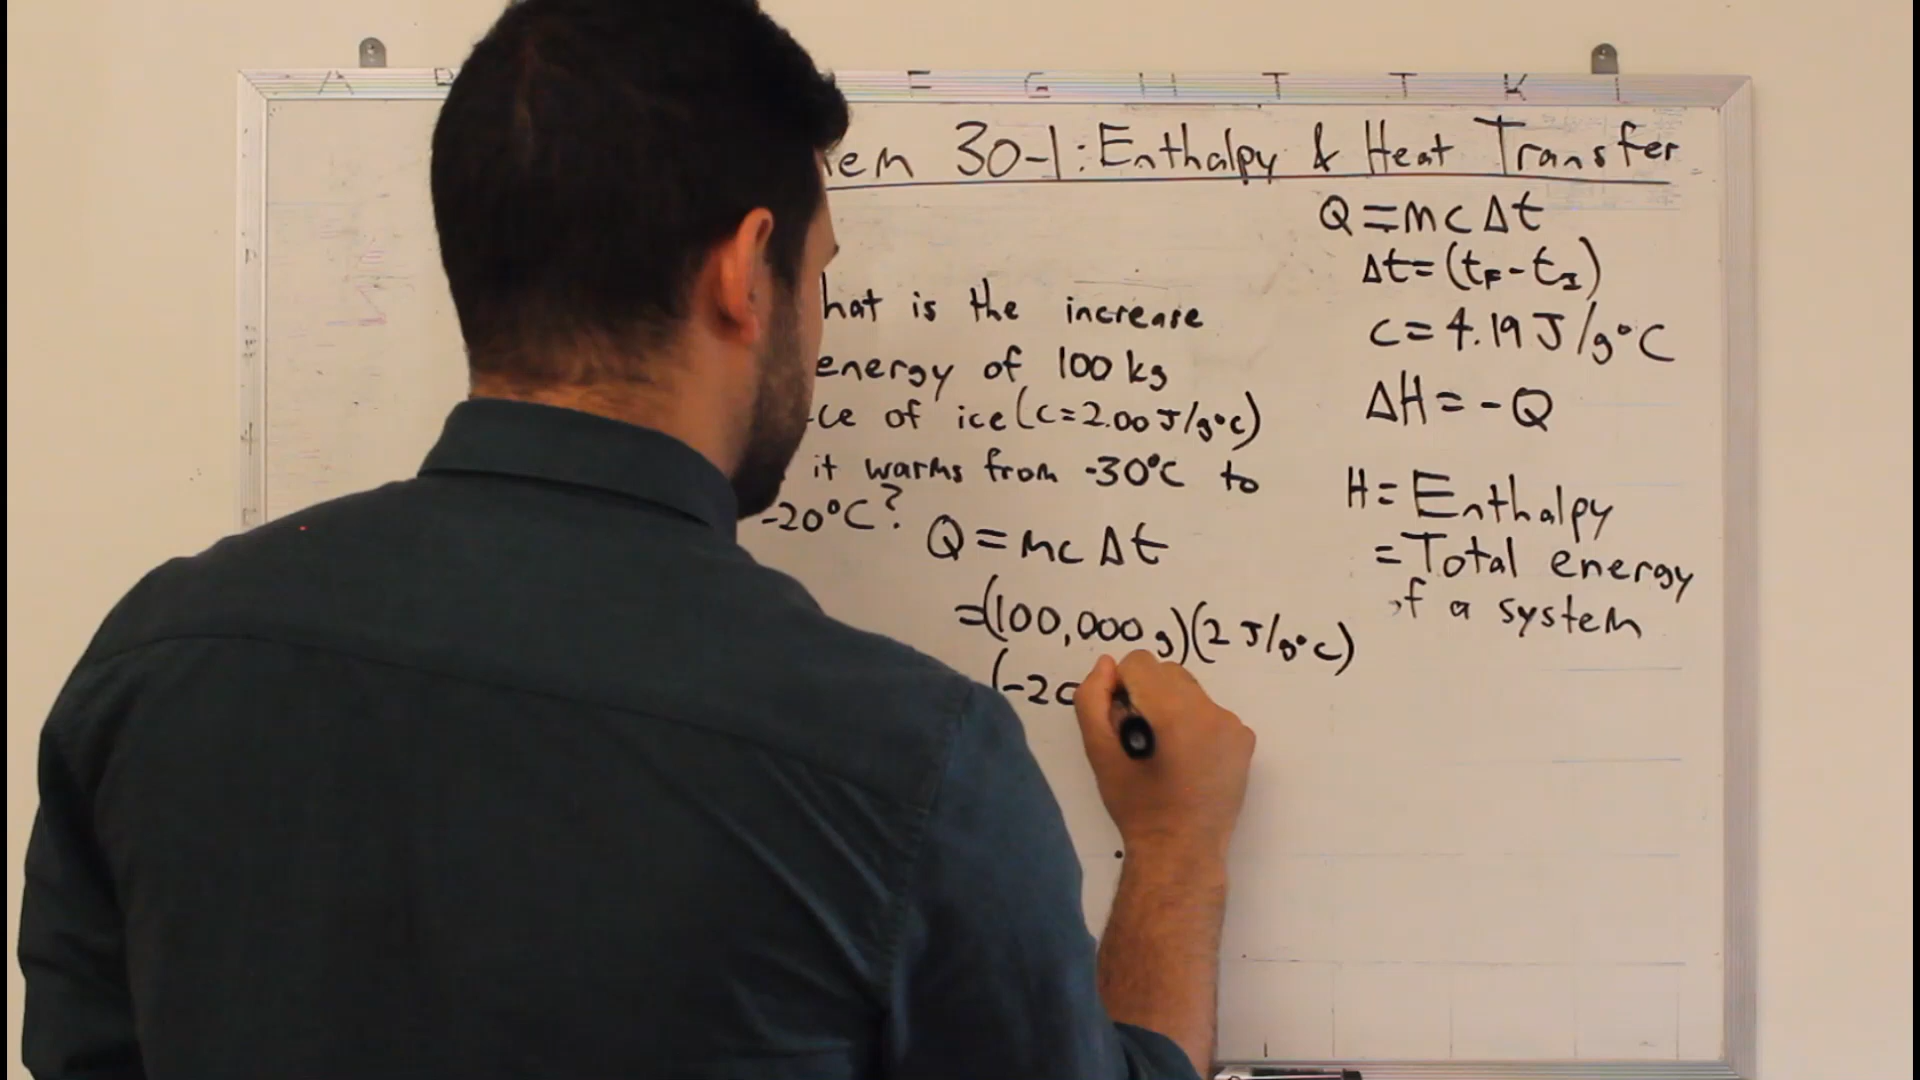 A F G H I J K L
30-1: Enthalpy & Heat Transfer
Q = mcΔt
Δt = (tF - tI)
c = 4.19 J/g°C
ΔH = -Q
H = Enthalpy
= Total energy
of a system
hat is the increase
energy of 100 kg
of ice (c=2.00 J/g°c)
it warms from -30°C to
-20°C?
Q = mcΔt
=(100,000 g)(2 J/g°c)
(-20